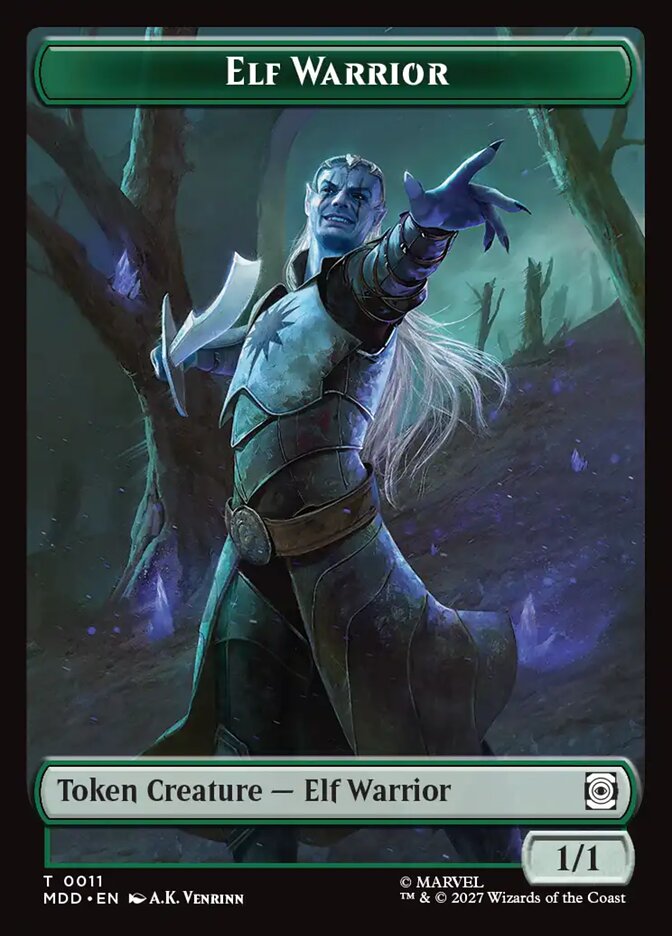 ELF WARRIOR
Token Creature — Elf Warrior
1/1
T 0011
MDD • EN A.K. VENRINN
© MARVEL
™ & © 2027 Wizards of the Coast